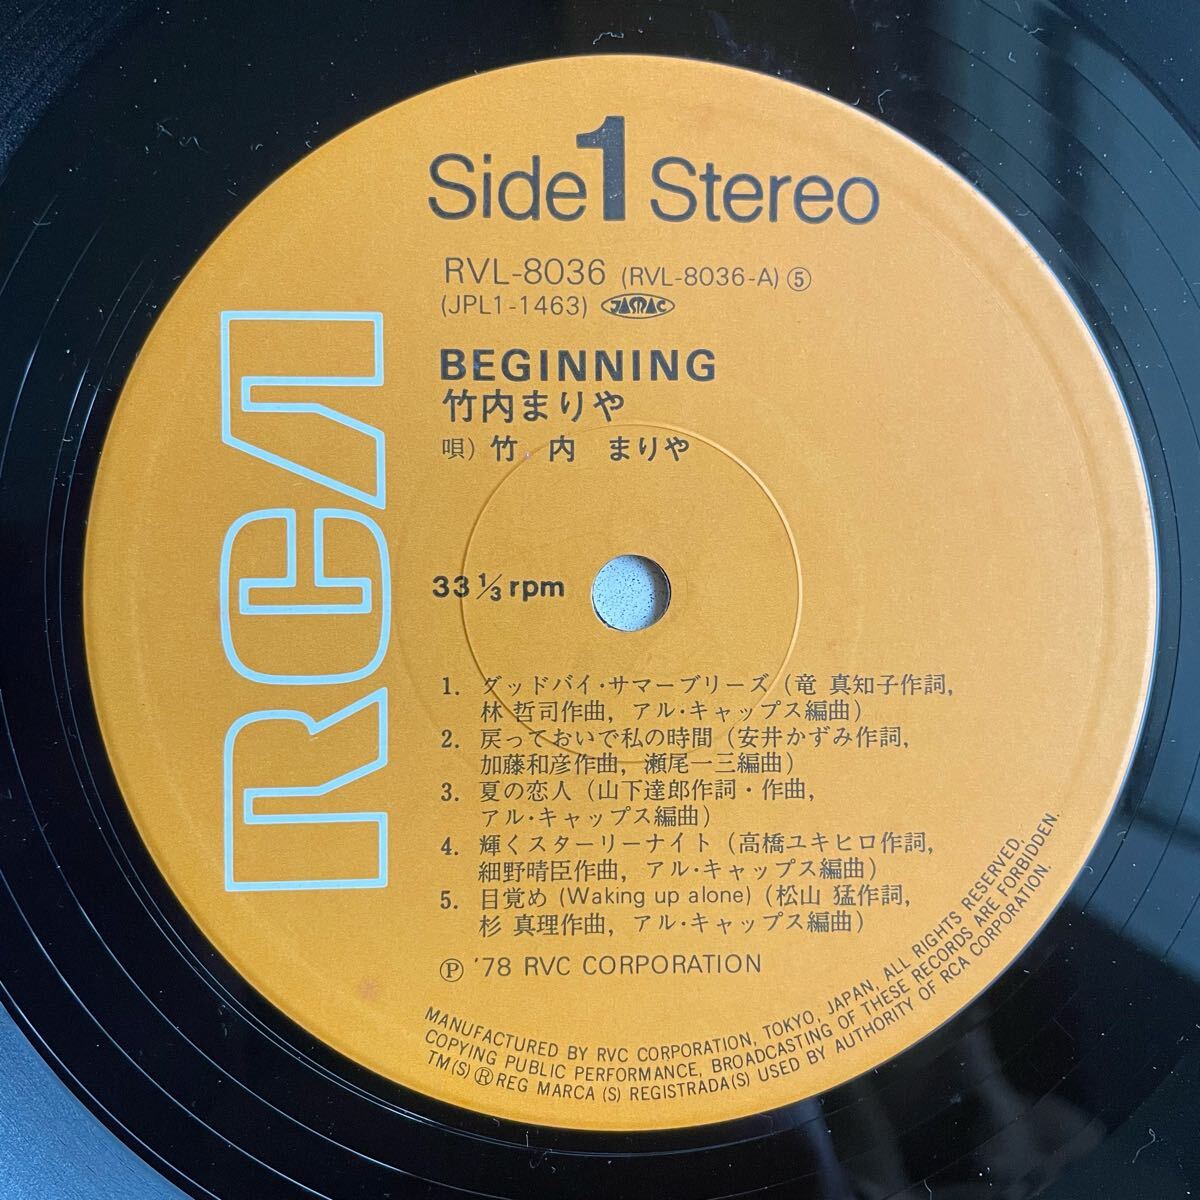 Side 1 Stereo
RVL-8036 (RVL-8036-A) ⑤
(JPL1-1463) JASRAC
BEGINNING
竹内まりや
唄) 竹 内 まりや
RCA
33 1/3 rpm
1. ダッドバイ・サマーブリーズ (竜 真知子作詞,
林 哲司作曲, アル・キャップス編曲)
2. 戻っておいで私の時間 (安井かずみ作詞,
加藤和彦作曲, 瀬尾一三編曲)
3. 夏の恋人 (山下達郎作詞・作曲,
アル・キャップス編曲)
4. 輝くスターリーナイト (高橋ユキヒロ作詞,
細野晴臣作曲, アル・キャップス編曲)
5. 目覚め (Waking up alone) (松山 猛作詞,
杉 真理作曲, アル・キャップス編曲)
Ⓟ '78 RVC CORPORATION
MANUFACTURED BY RVC CORPORATION, TOKYO, JAPAN, ALL RIGHTS RESERVED,
COPYING PUBLIC PERFORMANCE, BROADCASTING OF THESE RECORDS ARE FORBIDDEN.
TM(S) ® REG MARCA (S) REGISTRADA(S) USED BY AUTHORITY OF RCA CORPORATION.